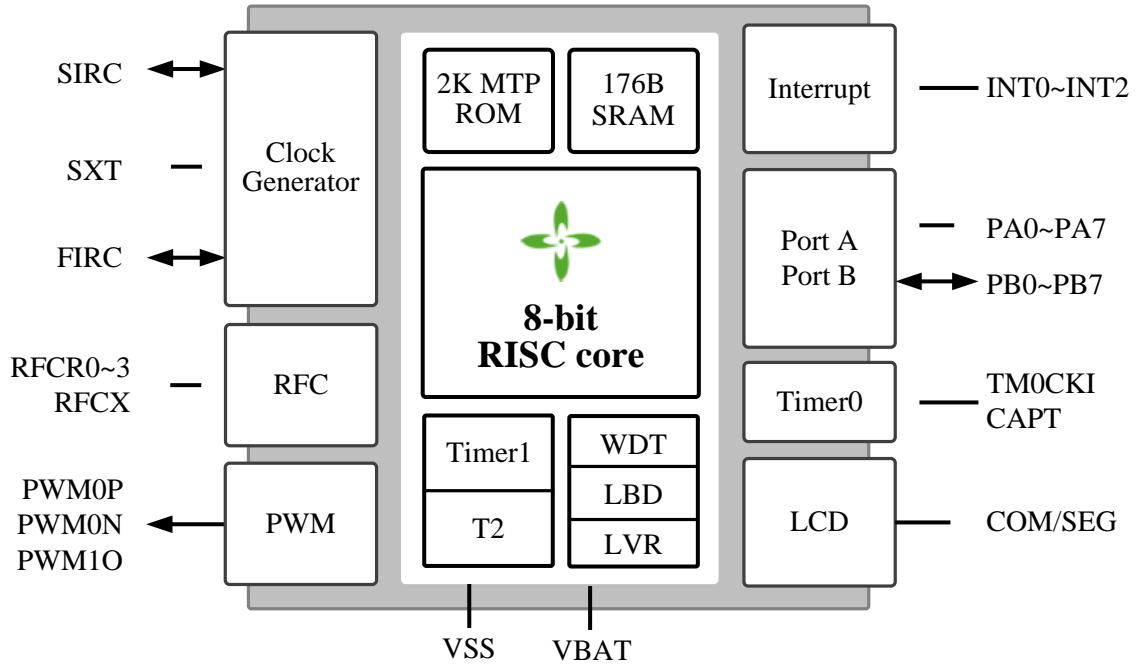 SIRC
SXT
FIRC
RFCR0~3
RFCX
PWM0P
PWM0N
PWM1O
Clock
Generator
RFC
PWM
2K MTP
ROM
176B
SRAM
8-bit
RISC core
Timer1
T2
WDT
LBD
LVR
VSS
VBAT
Interrupt
Port A
Port B
Timer0
LCD
INT0~INT2
PA0~PA7
PB0~PB7
TM0CKI
CAPT
COM/SEG